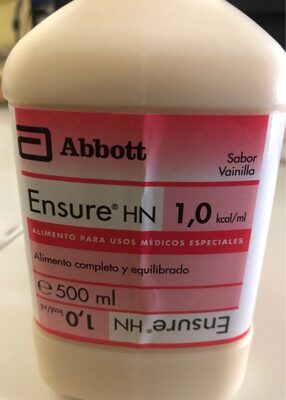 Abbott
Sabor
Vainilla
Ensure® HN 1,0 kcal/ml
ALIMENTO PARA USOS MÉDICOS ESPECIALES
Alimento completo y equilibrado
℮ 500 ml
Ensure® HN 1,0 kcal/ml